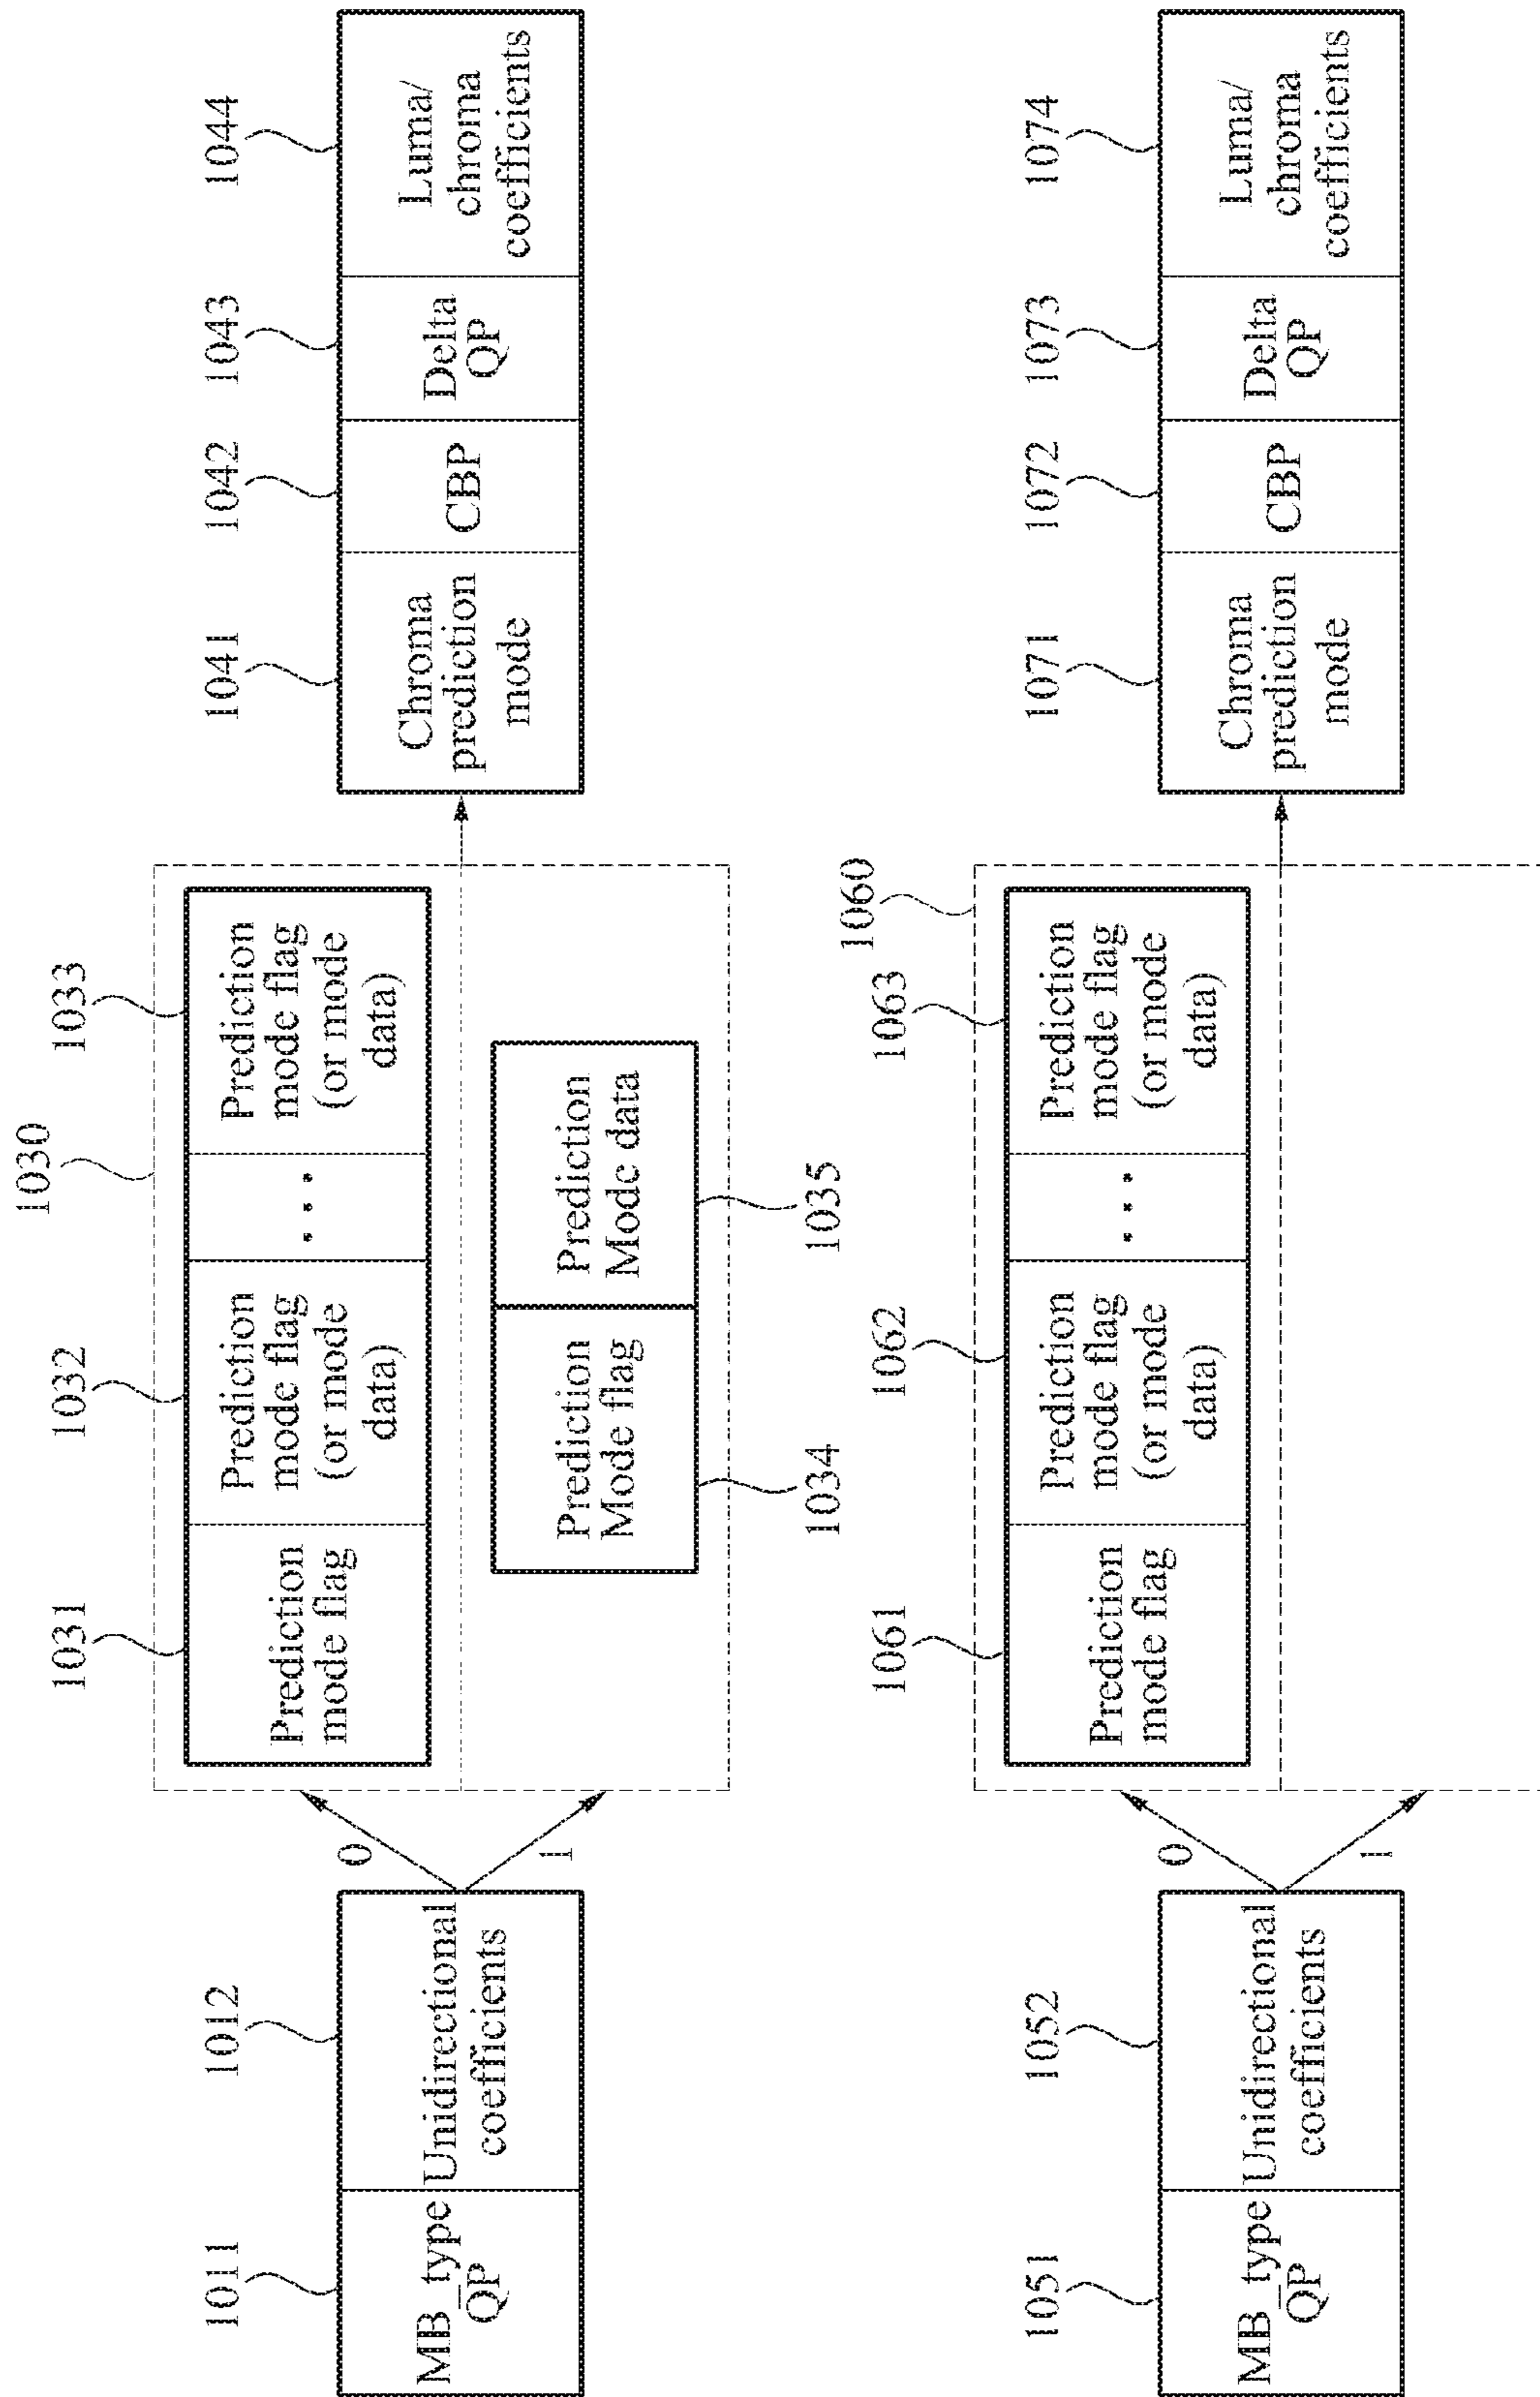 1030
1031
1032
1033
1041
1042
1043
1044
1011
1012
MB_type
QP
Unidirectional
coefficients
0
1
Prediction
mode flag
Prediction
mode flag
(or mode
data)
. . .
Prediction
mode flag
(or mode
data)
Prediction
Mode flag
Prediction
Mode data
1034
1035
Chroma
prediction
mode
CBP
Delta
QP
Luma/
chroma
coefficients
1060
1061
1062
1063
1071
1072
1073
1074
1051
1052
MB_type
QP
Unidirectional
coefficients
0
1
Prediction
mode flag
Prediction
mode flag
(or mode
data)
. . .
Prediction
mode flag
(or mode
data)
Chroma
prediction
mode
CBP
Delta
QP
Luma/
chroma
coefficients